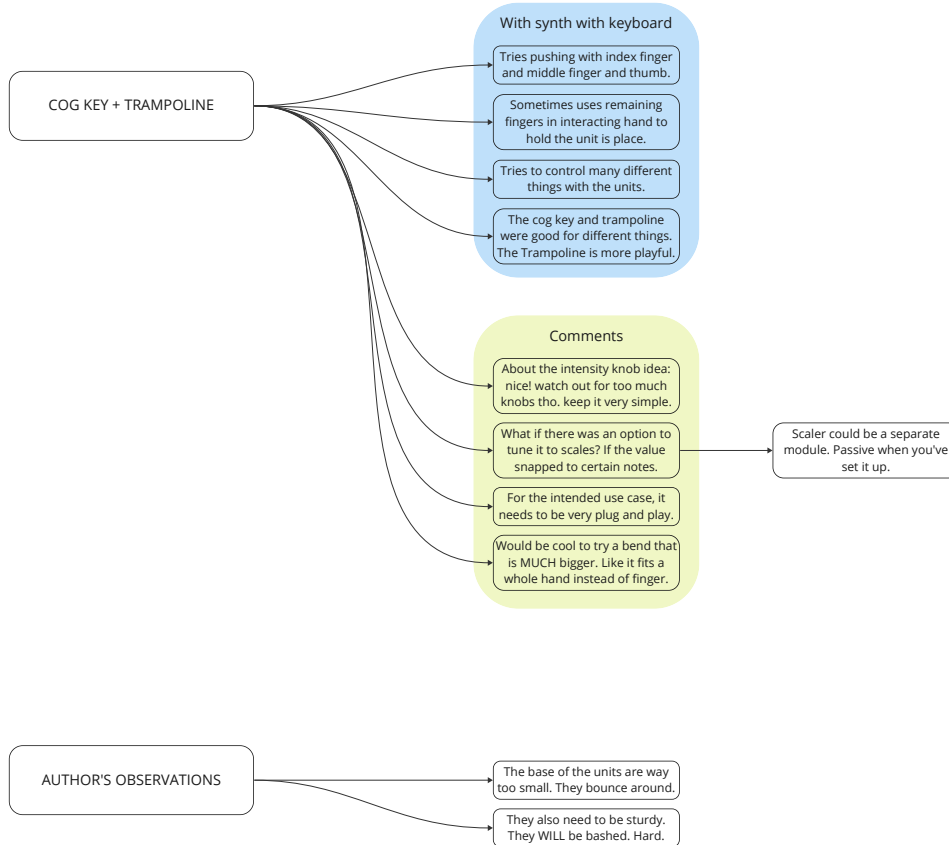 With synth with keyboard
Tries pushing with index finger
and middle finger and thumb.
COG KEY + TRAMPOLINE
Sometimes uses remaining
fingers in interacting hand to
hold the unit is place.
Tries to control many different
things with the units.
The cog key and trampoline
were good for different things.
The Trampoline is more playful.
Comments
About the intensity knob idea:
nice! watch out for too much
knobs tho. keep it very simple.
What if there was an option to
tune it to scales? If the value
snapped to certain notes.
Scaler could be a separate
module. Passive when you've
set it up.
For the intended use case, it
needs to be very plug and play.
Would be cool to try a bend that
is MUCH bigger. Like it fits a
whole hand instead of finger.
AUTHOR'S OBSERVATIONS
The base of the units are way
too small. They bounce around.
They also need to be sturdy.
They WILL be bashed. Hard.